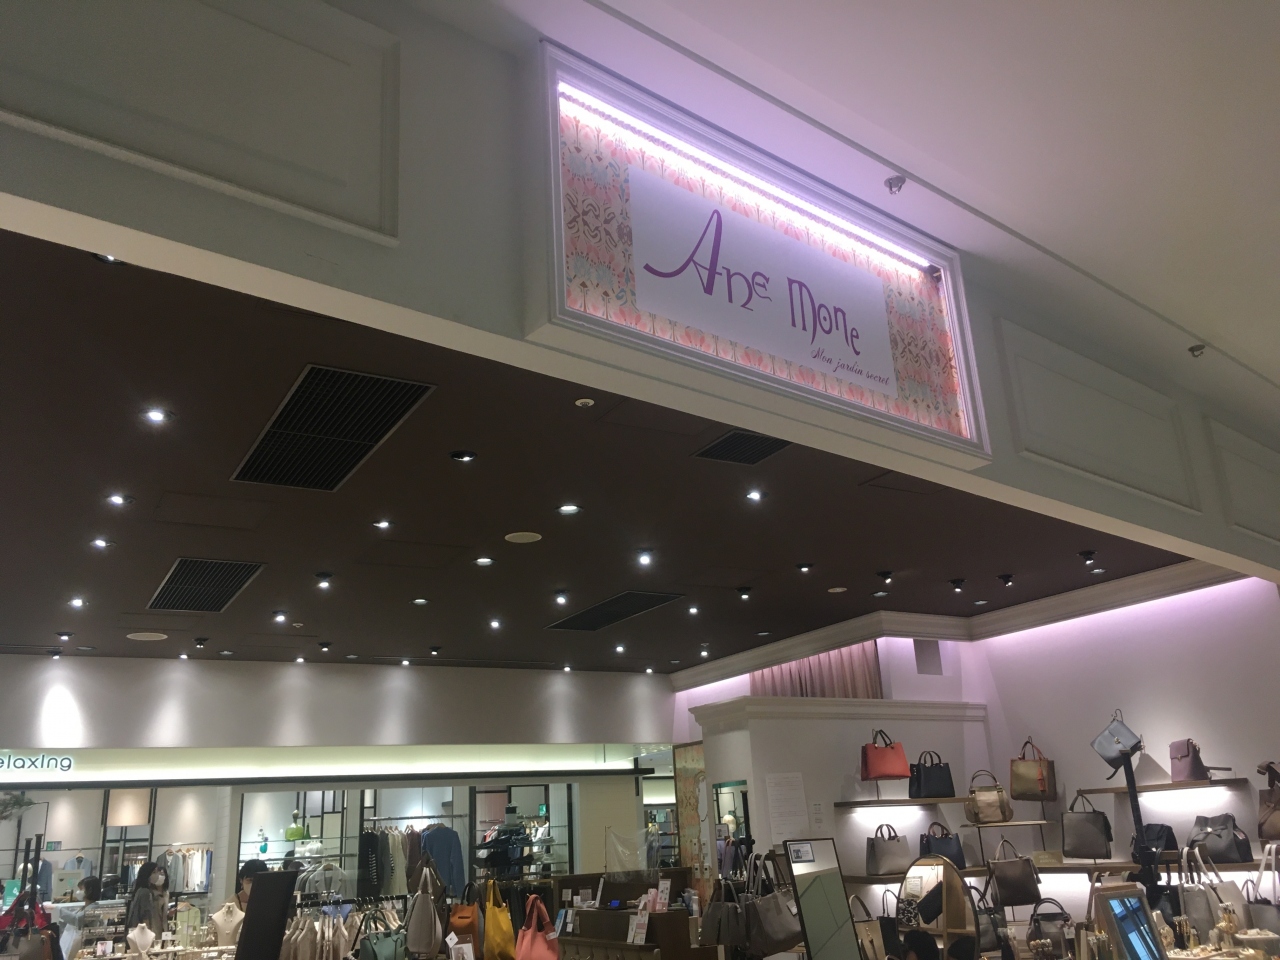 Ane Mone
Mon jardin secret
elaxIng